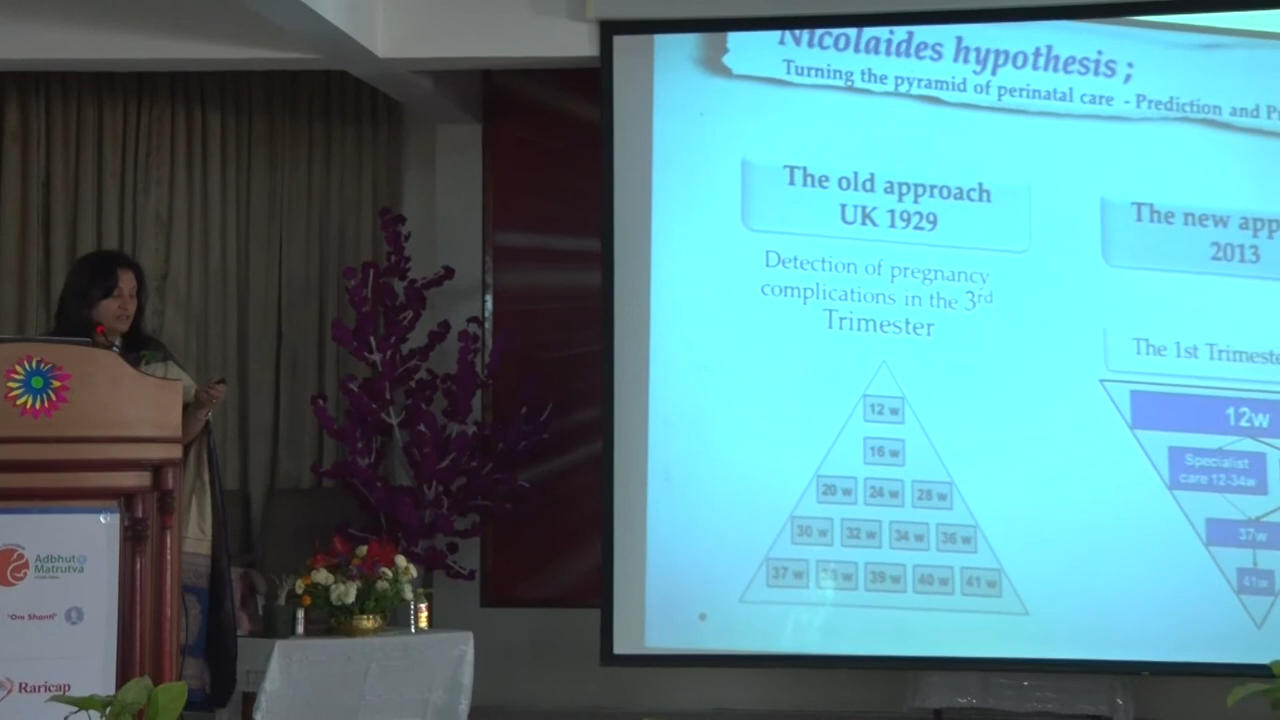 Nicolaides hypothesis ;
Turning the pyramid of perinatal care - Prediction and
The old approach
UK 1929
Detection of pregnancy
complications in the 3rd
Trimester
12 w
16 w
20 w 24 w 28 w
30 w 32 w 34 w 36 w
37 w 38 w 39 w 40 w 41 w
The new app
2013
The 1st Trimeste
12w
Specialist
care 12-34w
37w
41w
Adbhut@
Matrutva
"Om Shanti"
Raricap